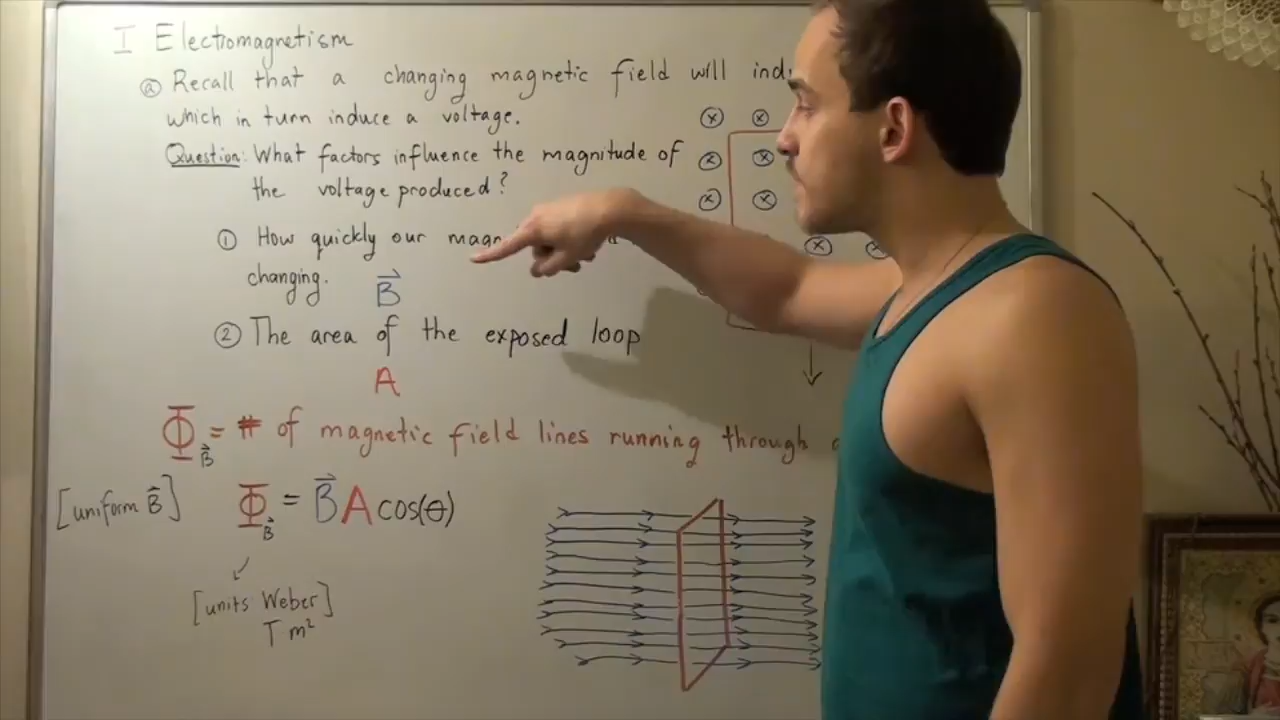 I Electromagnetism
ⓐ Recall that a changing magnetic field will
which in turn induce a voltage.
Question: What factors influence the magnitude of
the voltage produced?
① How quickly our
changing.
B⃗
② The area of the exposed loop
A
Φ_B⃗ = # of magnetic field lines running through
[uniform B⃗] Φ_B⃗ = B⃗ A cos(θ)
[units Weber]
T m²